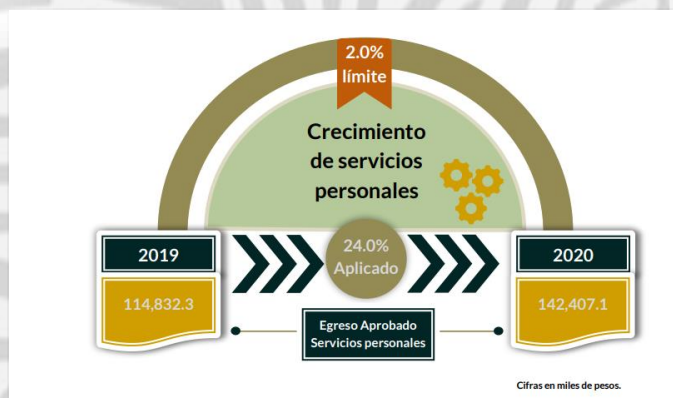 2.0%
límite
Crecimiento
de servicios
personales
2019
24.0%
Aplicado
2020
114,832.3
142,407.1
Egreso Aprobado
Servicios personales
Cifras en miles de pesos.